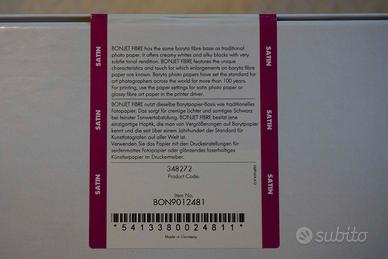 SATIN
SATIN
SATIN
SATIN
SATIN
SATIN
BONJET FIBRE has the same baryta fibre base as traditional
photo paper. It offers creamy whites and silky blacks with very
subtle tonal rendition. BONJET FIBRE features the unique
characteristics and touch for which enlargements on baryta fibre
paper are known. Baryta photo papers have set the standard for
art photographers across the world for more than 100 years.
For printing, use the paper settings for satin photo paper or
glossy fibre art paper in the printer driver.
BONJET FIBRE nutzt dieselbe Barytpapier-Basis wie traditionelles
Fotopapier. Das sorgt für cremige Lichter und samtiges Schwarz
bei feinster Tonwertabstufung. BONJET FIBRE besitzt jene
einzigartige Haptik, die man von Vergrößerungen auf Barytpapier
kennt und die seit über einem Jahrhundert der Standard für
Kunstfotografen auf aller Welt ist.
Verwenden Sie das Papier mit den Druckeinstellungen für
seidenmattes Fotopapier oder glänzendes faserhaltiges
Künstlerpapier im Druckertreiber.
348272
Product Code:
Item No.
BON9012481
*5413380024811*
Made in Germany
subito